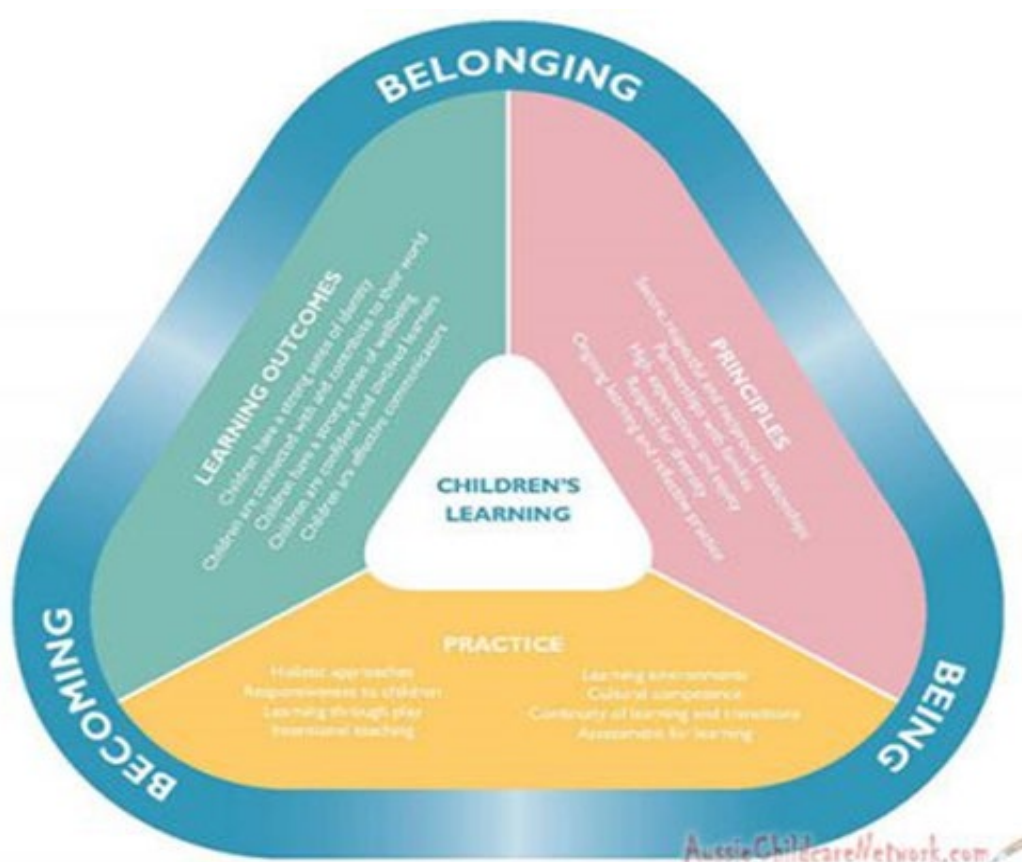 BELONGING
LEARNING OUTCOMES
Children have a strong sense of identity
Children are connected with and contribute to their world
Children have a strong sense of wellbeing
Children are confident and involved learners
Children are effective communicators
PRINCIPLES
Secure, respectful and reciprocal relationships
Partnerships with families
High expectations and equity
Respect for diversity
Ongoing learning and reflective practice
CHILDREN'S
LEARNING
PRACTICE
Holistic approaches
Responsiveness to children
Learning through play
Intentional teaching
Learning environments
Cultural competence
Continuity of learning and transitions
Assessment for learning
BECOMING
BEING
AussieChildcareNetwork.com